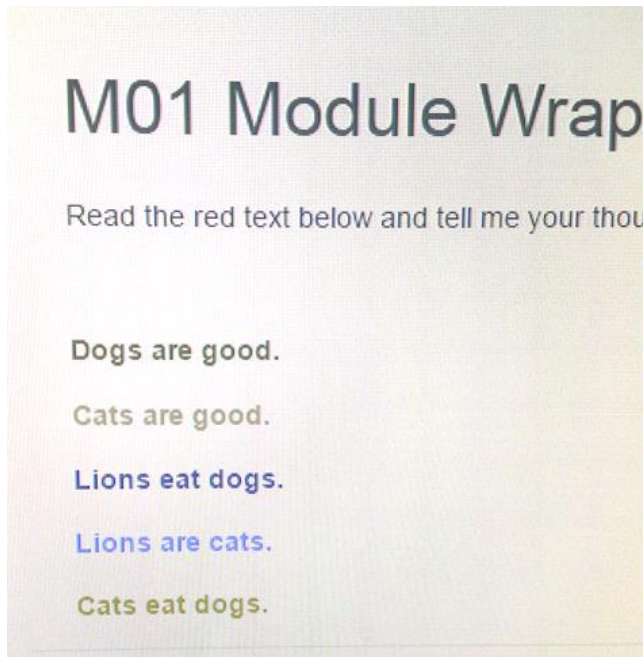 M01 Module Wrap
Read the red text below and tell me your thou
Dogs are good.
Cats are good.
Lions eat dogs.
Lions are cats.
Cats eat dogs.